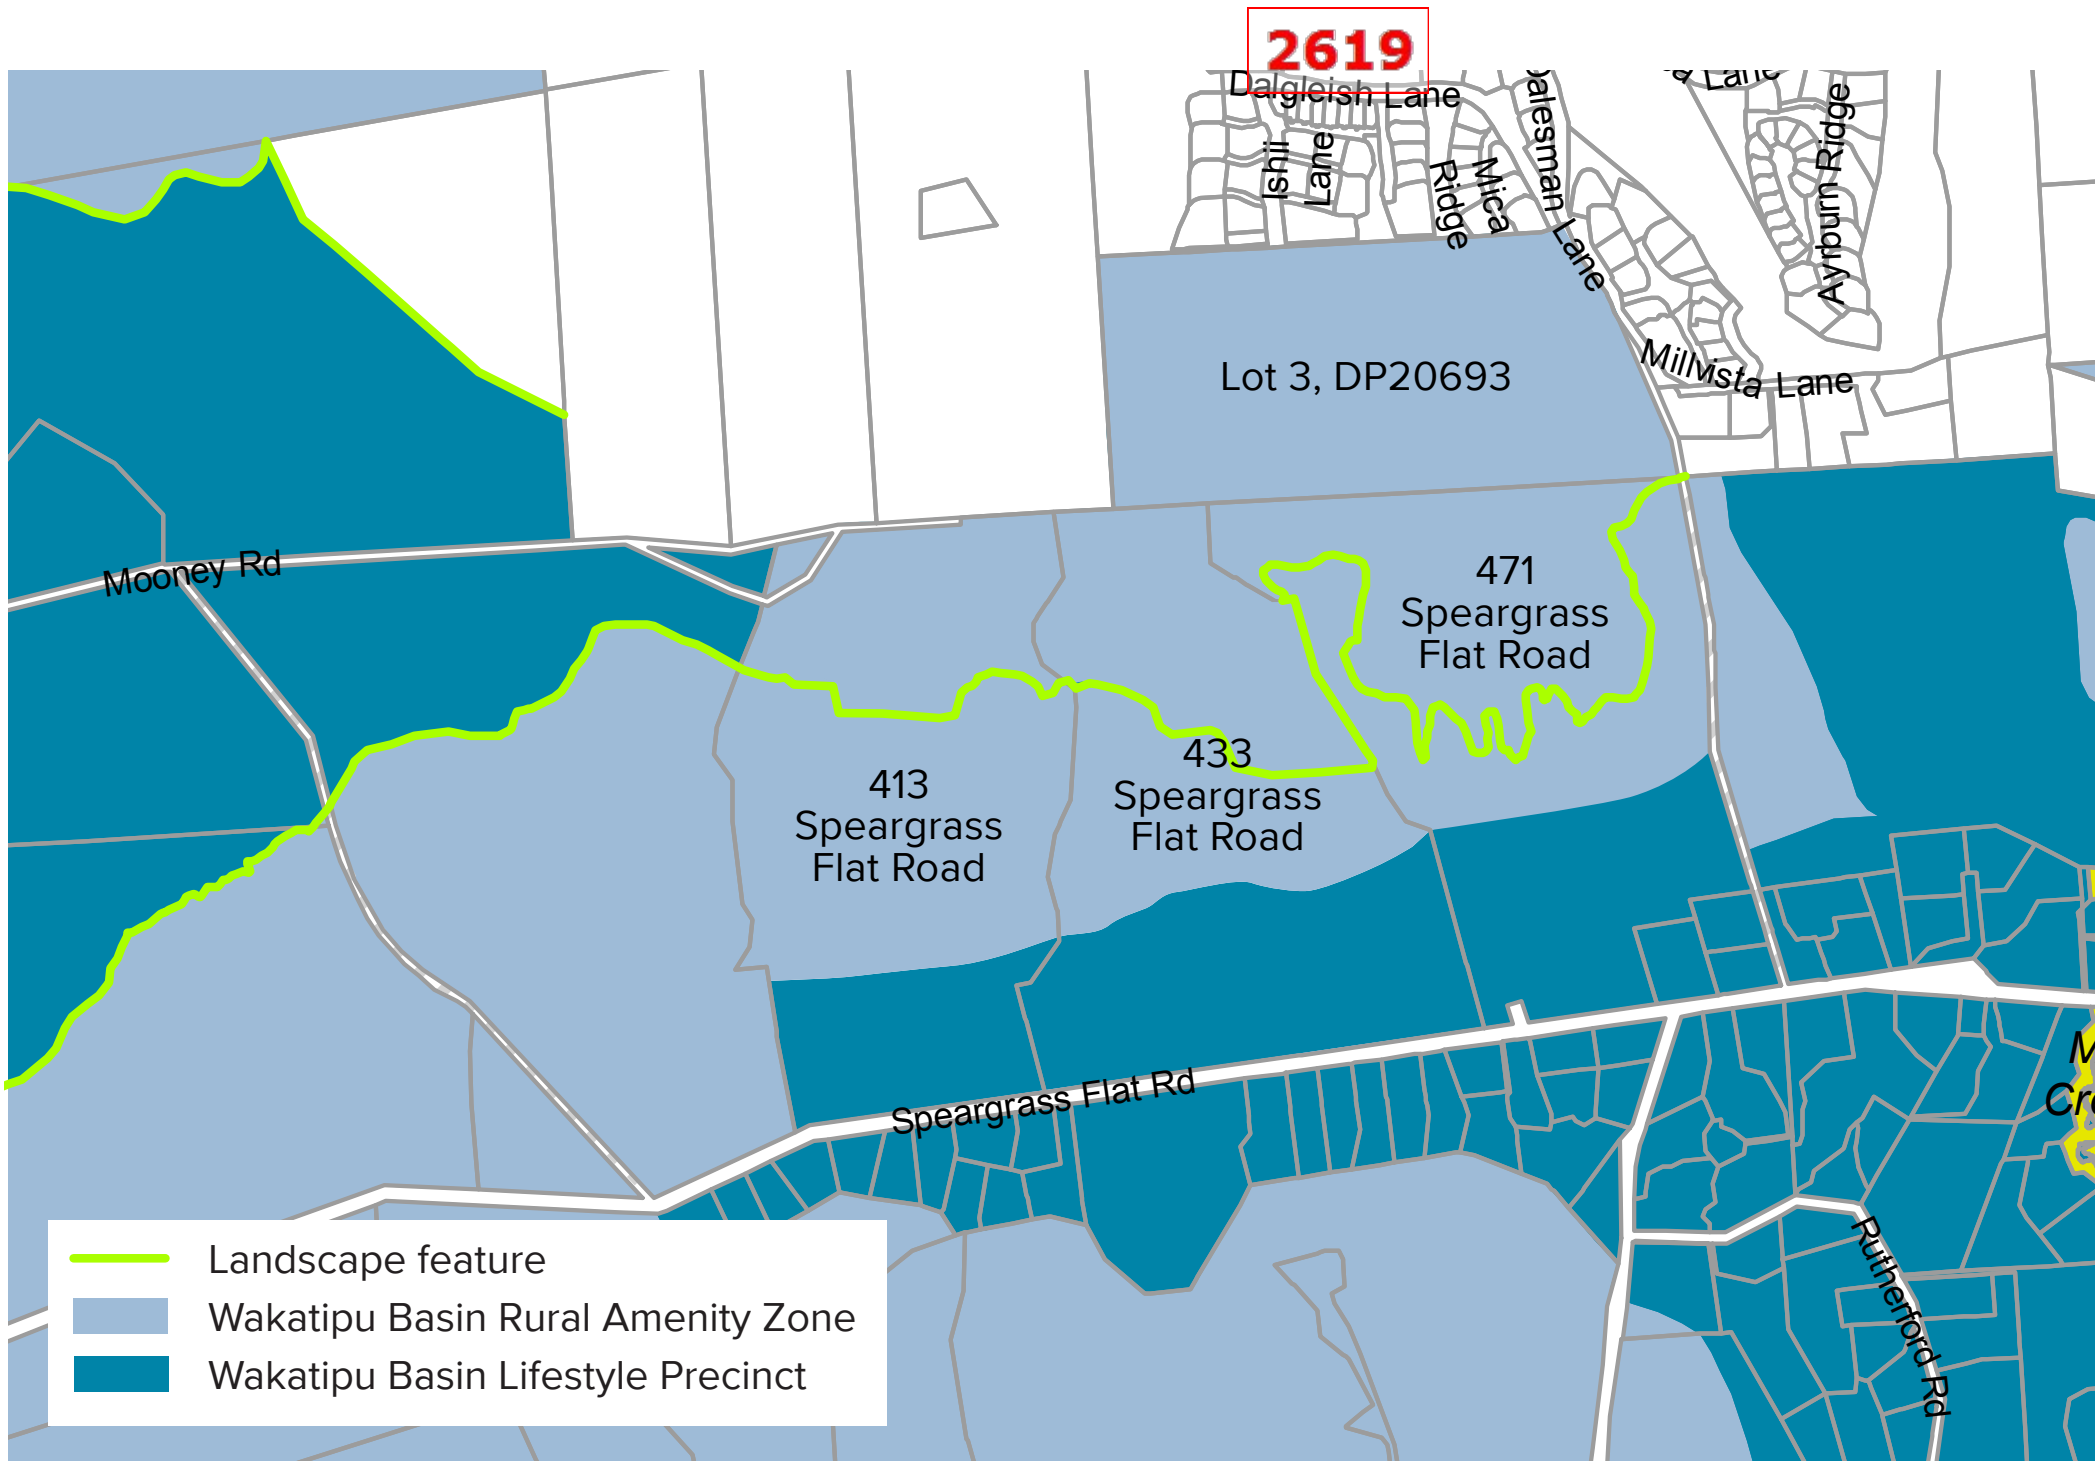 2619
Dalgleish Lane
Ishii
Lane
Mica
Ridge
Dalesman Lane
Lane
Ayrburn Ridge
Lot 3, DP20693
Millvista Lane
Mooney Rd
471
Speargrass
Flat Road
413
Speargrass
Flat Road
433
Speargrass
Flat Road
Speargrass Flat Rd
Rutherford Rd
Landscape feature
Wakatipu Basin Rural Amenity Zone
Wakatipu Basin Lifestyle Precinct